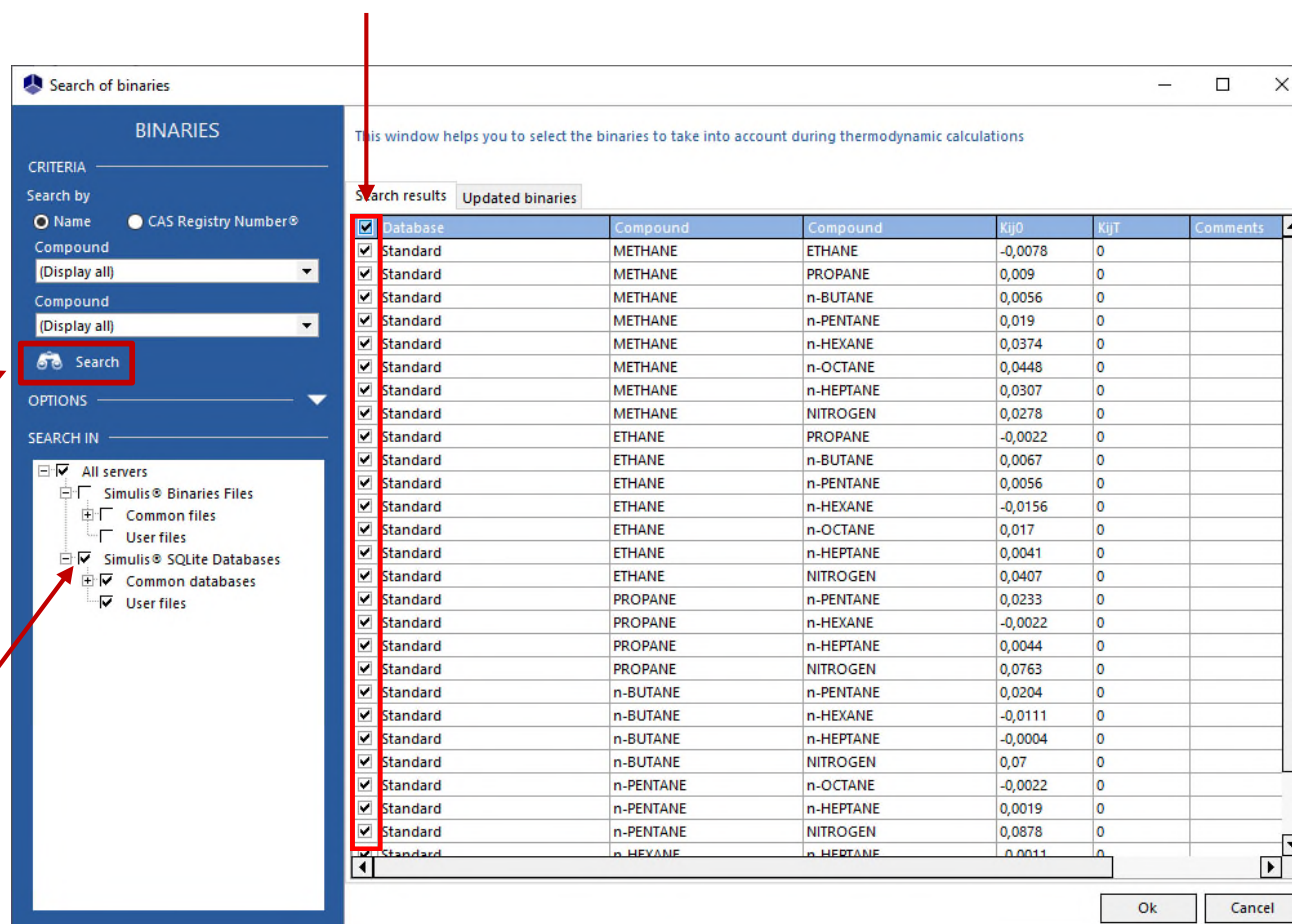 Search of binaries
BINARIES
CRITERIA
Search by
Name CAS Registry Number®
Compound
(Display all)
Compound
(Display all)
Search
OPTIONS
SEARCH IN
All servers
Simulis® Binaries Files
Common files
User files
Simulis® SQLite Databases
Common databases
User files
This window helps you to select the binaries to take into account during thermodynamic calculations
Search results Updated binaries
Database Compound Compound Kij0 KijT Comments
Standard METHANE ETHANE -0,0078 0
Standard METHANE PROPANE 0,009 0
Standard METHANE n-BUTANE 0,0056 0
Standard METHANE n-PENTANE 0,019 0
Standard METHANE n-HEXANE 0,0374 0
Standard METHANE n-OCTANE 0,0448 0
Standard METHANE n-HEPTANE 0,0307 0
Standard METHANE NITROGEN 0,0278 0
Standard ETHANE PROPANE -0,0022 0
Standard ETHANE n-BUTANE 0,0067 0
Standard ETHANE n-PENTANE 0,0056 0
Standard ETHANE n-HEXANE -0,0156 0
Standard ETHANE n-OCTANE 0,017 0
Standard ETHANE n-HEPTANE 0,0041 0
Standard ETHANE NITROGEN 0,0407 0
Standard PROPANE n-PENTANE 0,0233 0
Standard PROPANE n-HEXANE -0,0022 0
Standard PROPANE n-HEPTANE 0,0044 0
Standard PROPANE NITROGEN 0,0763 0
Standard n-BUTANE n-PENTANE 0,0204 0
Standard n-BUTANE n-HEXANE -0,0111 0
Standard n-BUTANE n-HEPTANE -0,0004 0
Standard n-BUTANE NITROGEN 0,07 0
Standard n-PENTANE n-OCTANE -0,0022 0
Standard n-PENTANE n-HEPTANE 0,0019 0
Standard n-PENTANE NITROGEN 0,0878 0
Standard n-HEXANE n-HEPTANE 0
Ok Cancel